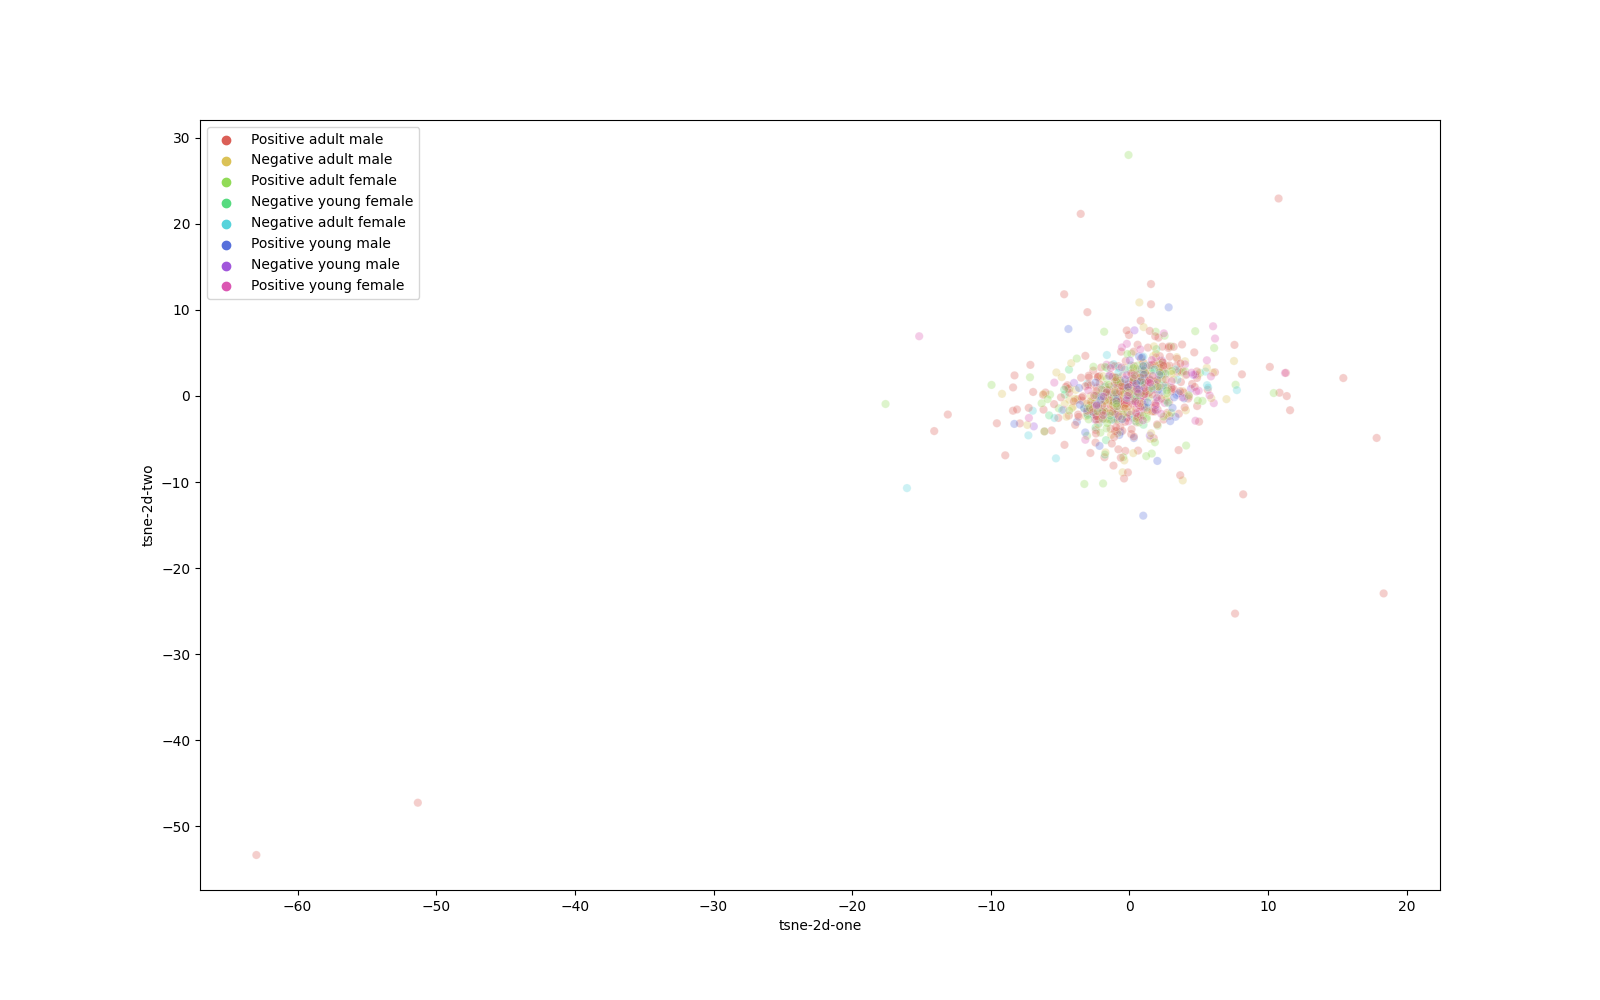 Positive adult male
Negative adult male
Positive adult female
Negative young female
Negative adult female
Positive young male
Negative young male
Positive young female
30
20
10
0
−10
−20
−30
−40
−50
tsne-2d-two
−60 −50 −40 −30 −20 −10 0 10 20
tsne-2d-one